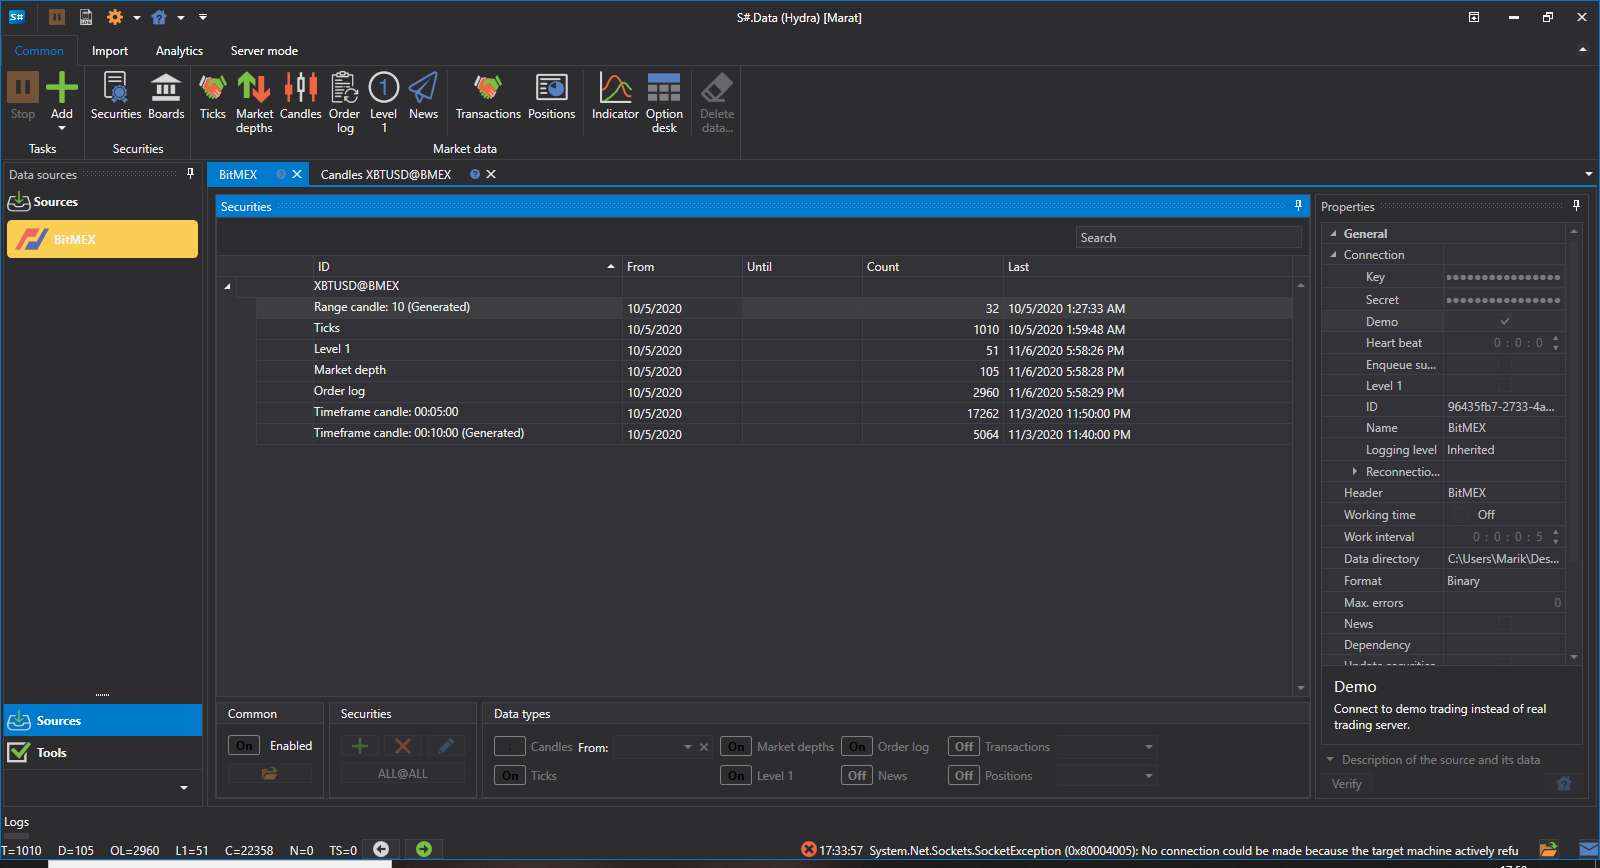 S#
LOG
S#.Data (Hydra) [Marat]
Common Import Analytics Server mode
Stop Add Securities Boards Ticks Market depths Candles Order log 1 Level 1 News Transactions Positions Indicator Option desk Delete data...
Tasks Securities Market data
Data sources
Sources
BitMEX
BitMEX Candles XBTUSD@BMEX
Securities
Search
ID From Until Count Last
XBTUSD@BMEX
Range candle: 10 (Generated) 10/5/2020 32 10/5/2020 1:27:33 AM
Ticks 10/5/2020 1010 10/5/2020 1:59:48 AM
Level 1 10/5/2020 51 11/6/2020 5:58:26 PM
Market depth 10/5/2020 105 11/6/2020 5:58:28 PM
Order log 10/5/2020 2960 11/6/2020 5:58:29 PM
Timeframe candle: 00:05:00 10/5/2020 17262 11/3/2020 11:50:00 PM
Timeframe candle: 00:10:00 (Generated) 10/5/2020 5064 11/3/2020 11:40:00 PM
Properties
General
Connection
Key ●●●●●●●●●●●●●●●●
Secret ●●●●●●●●●●●●●●●●
Demo
Heart beat 0 : 0 : 0
Enqueue su...
Level 1
ID 96435fb7-2733-4a...
Name BitMEX
Logging level Inherited
Reconnectio...
Header BitMEX
Working time Off
Work interval 0 : 0 : 0 : 5
Data directory C:\Users\Marik\Des...
Format Binary
Max. errors 0
News
Dependency
Update securities
Demo
Connect to demo trading instead of real
trading server.
Description of the source and its data
Verify
Sources
Tools
Common Securities Data types
On Enabled
ALL@ALL
Candles From: On Market depths On Order log Off Transactions
On Ticks On Level 1 Off News Off Positions
Logs
T=1010 D=105 OL=2960 L1=51 C=22358 N=0 TS=0
17:33:57 System.Net.Sockets.SocketException (0x80004005): No connection could be made because the target machine actively refu